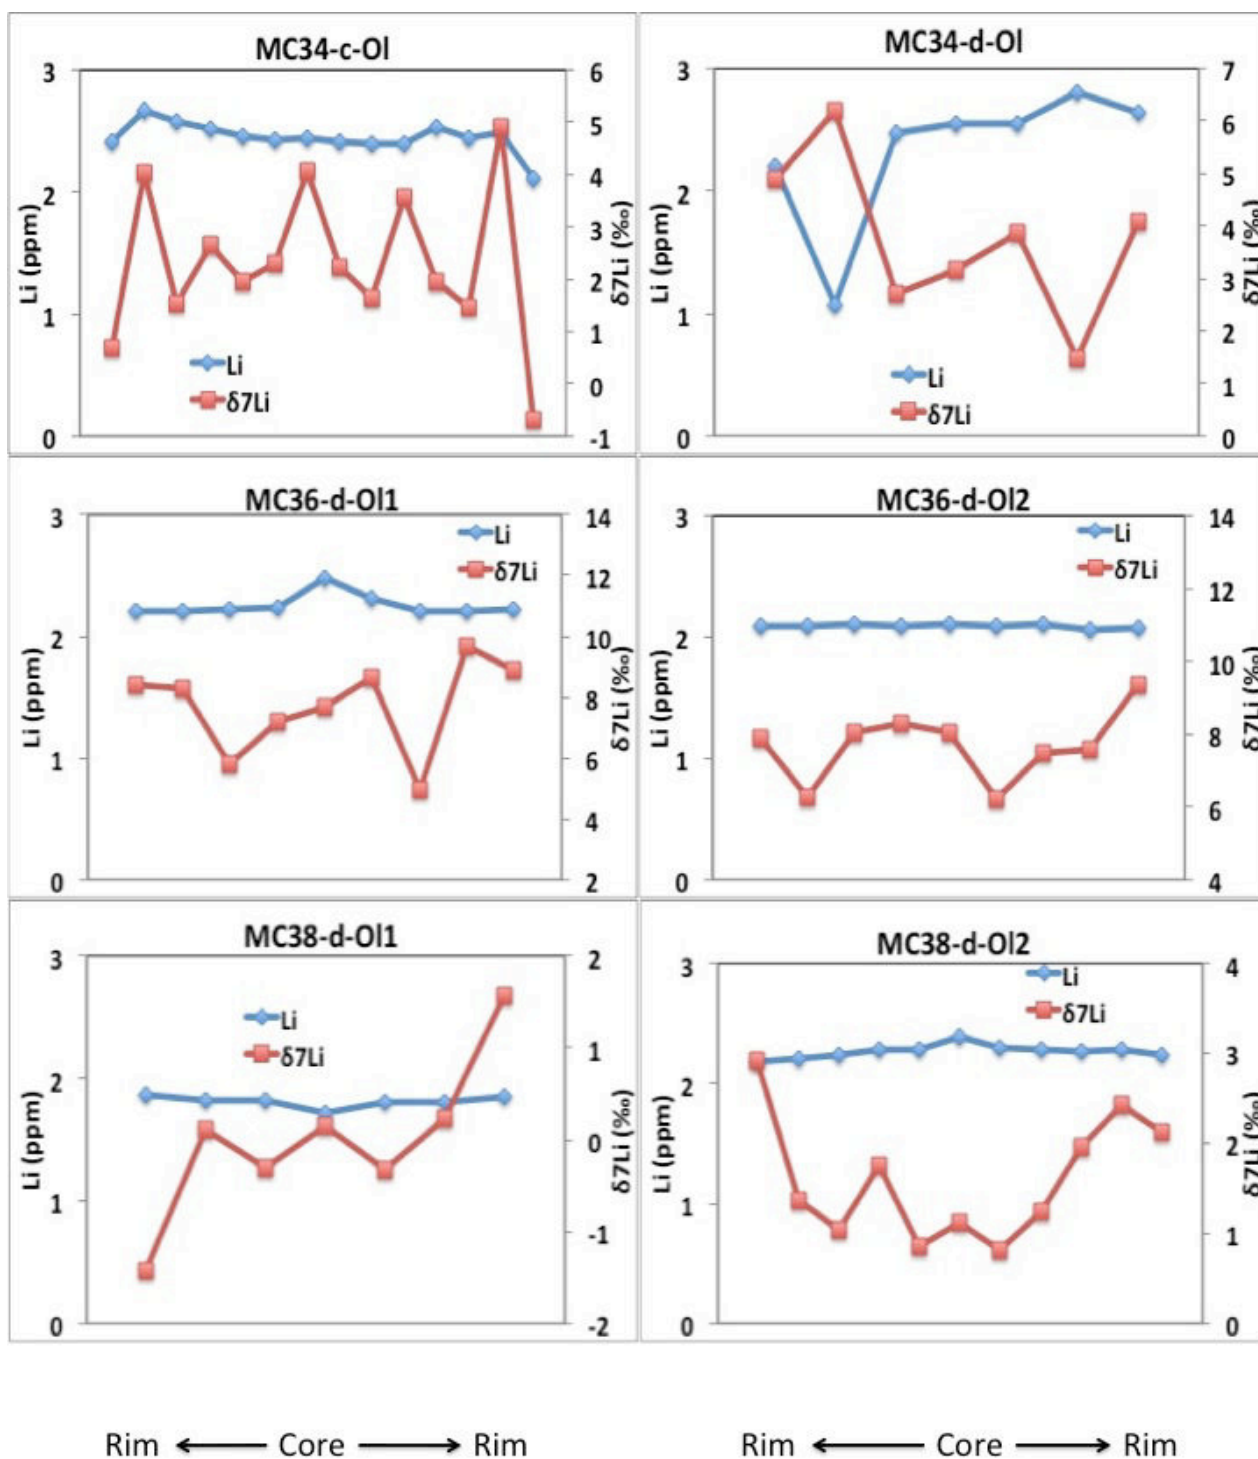 MC34-c-Ol
3
2
1
0
Li (ppm)
6
5
4
3
2
1
0
-1
δ7Li (‰)
Li
δ7Li
MC34-d-Ol
3
2
1
0
Li (ppm)
7
6
5
4
3
2
1
0
δ7Li (‰)
Li
δ7Li
MC36-d-Ol1
3
2
1
0
Li (ppm)
14
12
10
8
6
4
2
δ7Li (‰)
Li
δ7Li
MC36-d-Ol2
3
2
1
0
Li (ppm)
14
12
10
8
6
4
δ7Li (‰)
Li
δ7Li
MC38-d-Ol1
3
2
1
0
Li (ppm)
2
1
0
-1
-2
δ7Li (‰)
Li
δ7Li
MC38-d-Ol2
3
2
1
0
Li (ppm)
4
3
2
1
0
δ7Li (‰)
Li
δ7Li
Rim ← Core → Rim
Rim ← Core → Rim